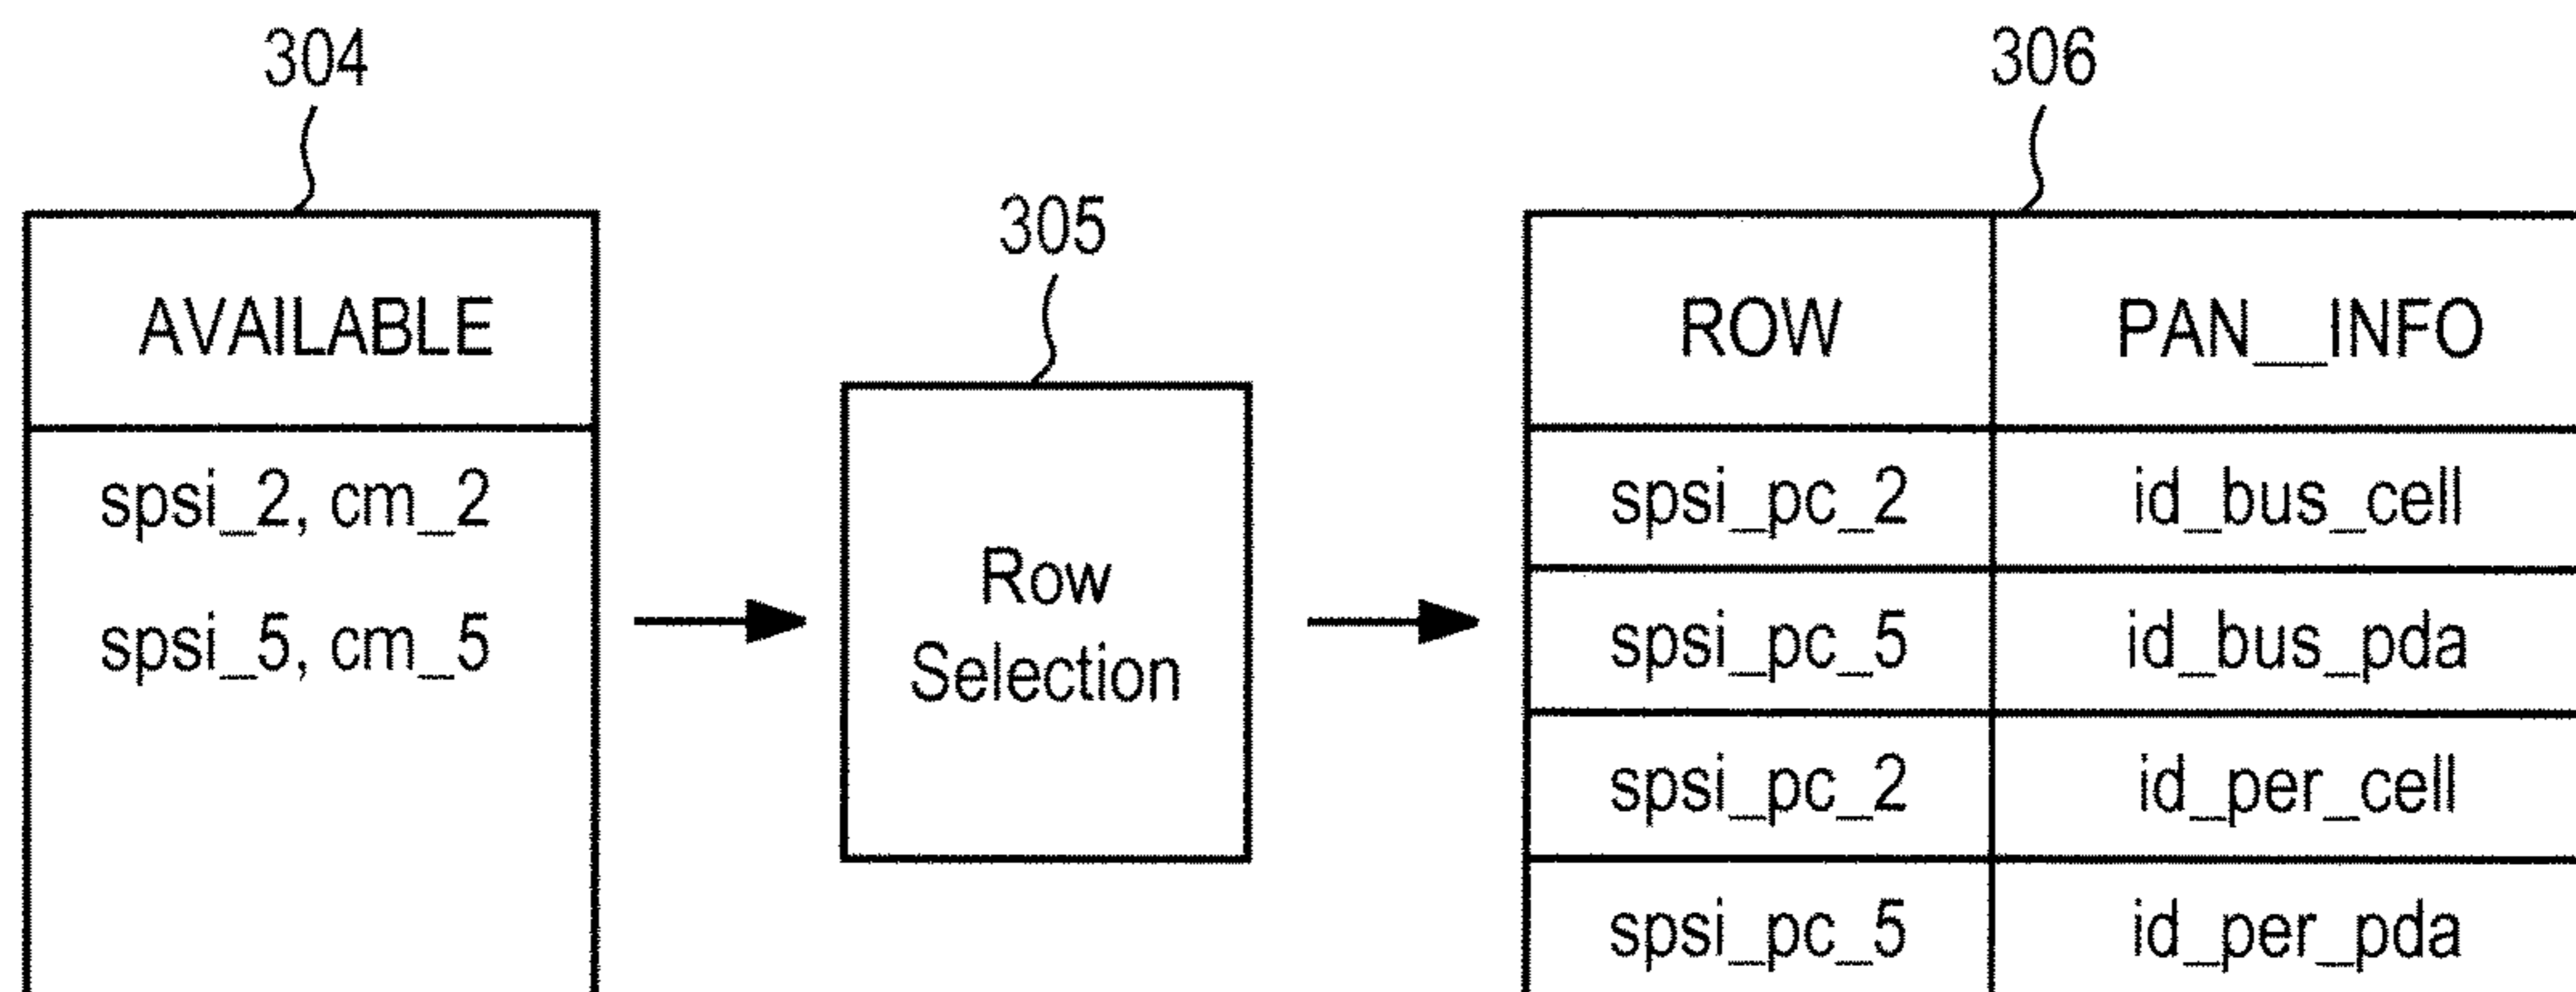 304
306
305
AVAILABLE
ROW PAN__INFO
spsi_2, cm_2
spsi_pc_2 id_bus_cell
Row
Selection
spsi_5, cm_5
spsi_pc_5 id_bus_pda
spsi_pc_2 id_per_cell
spsi_pc_5 id_per_pda